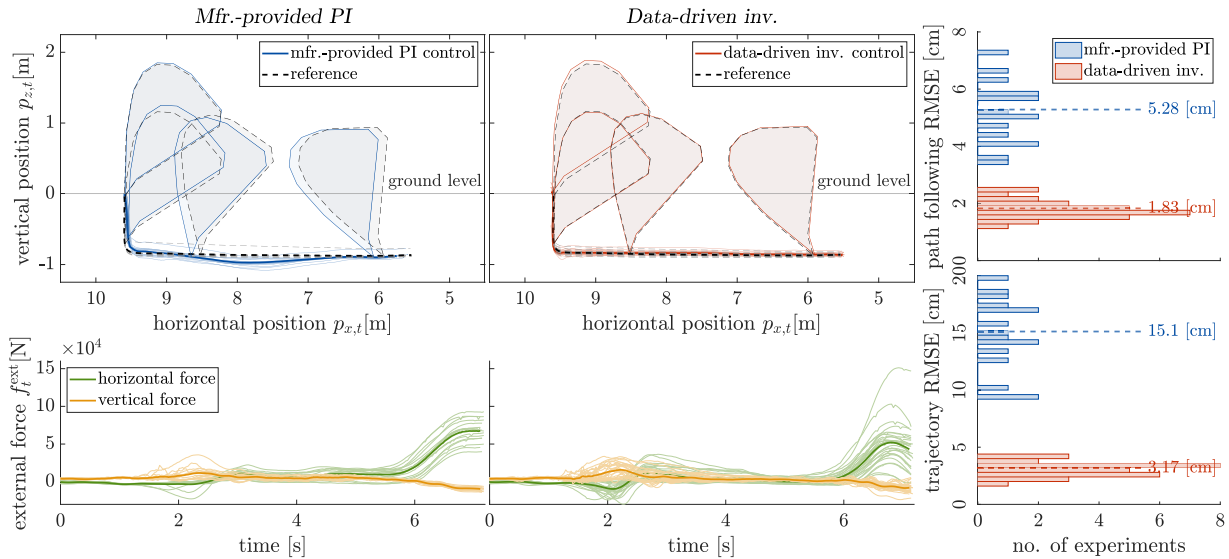 Mfr.-provided PI
Data-driven inv.
vertical position p_{z,t}[m]
2
1
0
-1
mfr.-provided PI control
reference
ground level
10 9 8 7 6 5
horizontal position p_{x,t}[m]
data-driven inv. control
reference
ground level
10 9 8 7 6 5
horizontal position p_{x,t}[m]
path following RMSE [cm]
8
6
4
2
0
mfr.-provided PI
data-driven inv.
5.28 [cm]
1.83 [cm]
external force f_t^{ext}[N]
×10^4
15
10
5
0
horizontal force
vertical force
0 2 4 6
time [s]
0 2 4 6
time [s]
trajectory RMSE [cm]
20
15
10
5
0
15.1 [cm]
3.17 [cm]
0 2 4 6 8
no. of experiments